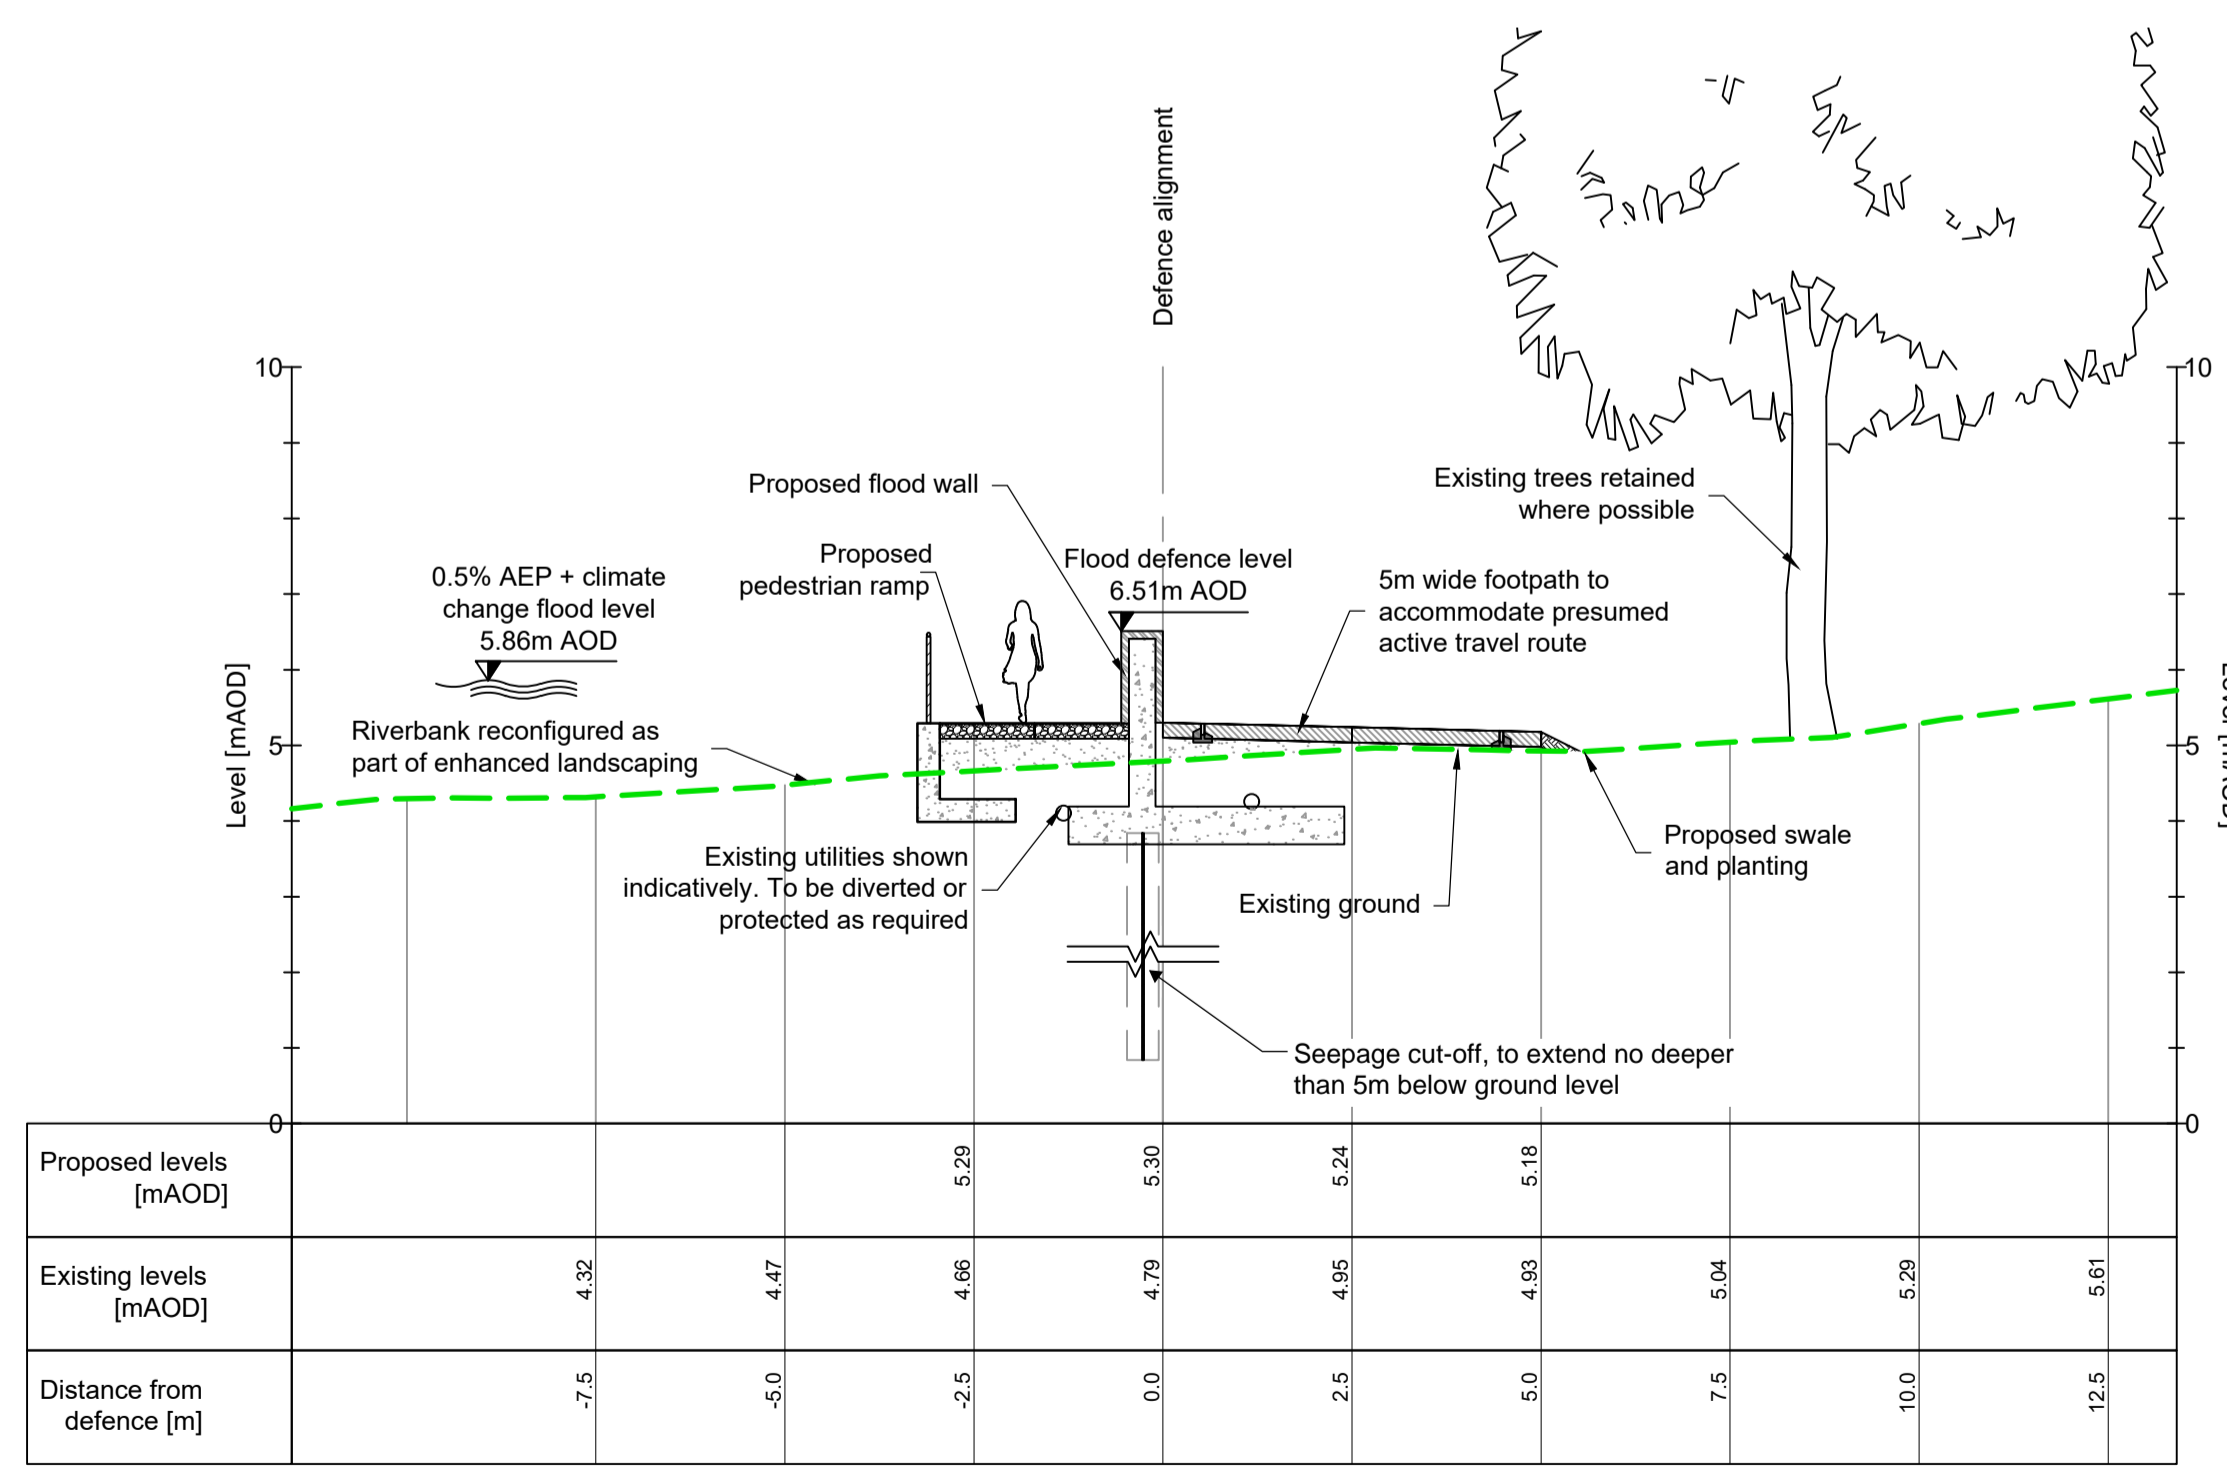 Defence alignment
10
10
Proposed flood wall
Existing trees retained
where possible
Proposed
pedestrian ramp
Flood defence level
6.51m AOD
0.5% AEP + climate
change flood level
5.86m AOD
5m wide footpath to
accommodate presumed
active travel route
Level [mAOD]
Level [mAOD]
Riverbank reconfigured as
part of enhanced landscaping
5
5
Existing utilities shown
indicatively. To be diverted or
protected as required
Proposed swale
and planting
Existing ground
Seepage cut-off, to extend no deeper
than 5m below ground level
0
0
Proposed levels
[mAOD]
5.29
5.30
5.24
5.18
Existing levels
[mAOD]
4.32
4.47
4.66
4.79
4.95
4.93
5.04
5.29
5.61
Distance from
defence [m]
-7.5
-5.0
-2.5
0.0
2.5
5.0
7.5
10.0
12.5